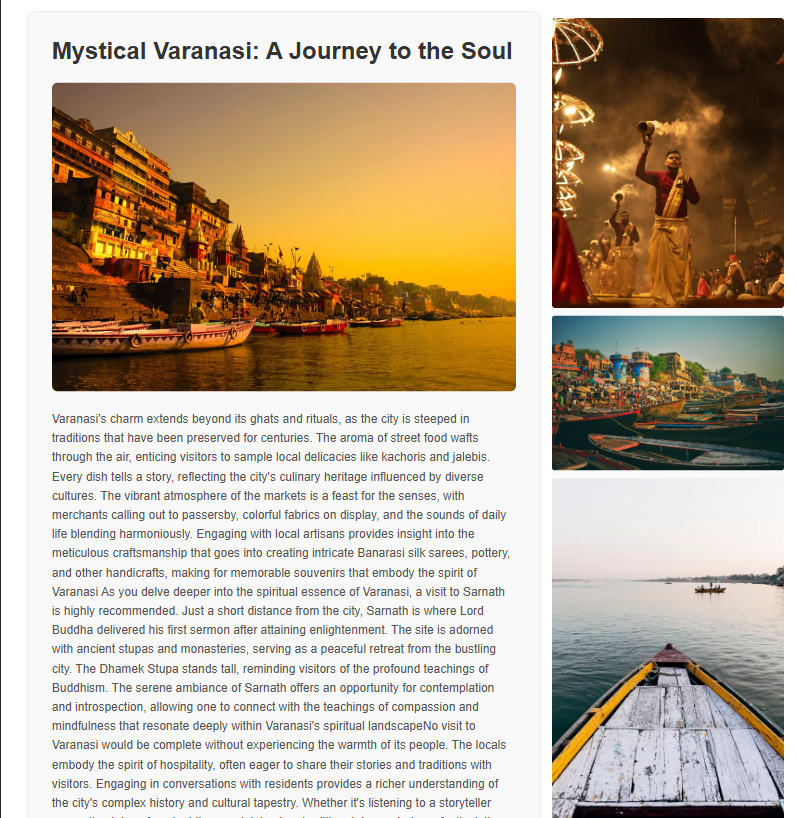 Mystical Varanasi: A Journey to the Soul
Varanasi's charm extends beyond its ghats and rituals, as the city is steeped in
traditions that have been preserved for centuries. The aroma of street food wafts
through the air, enticing visitors to sample local delicacies like kachoris and jalebis.
Every dish tells a story, reflecting the city's culinary heritage influenced by diverse
cultures. The vibrant atmosphere of the markets is a feast for the senses, with
merchants calling out to passersby, colorful fabrics on display, and the sounds of daily
life blending harmoniously. Engaging with local artisans provides insight into the
meticulous craftsmanship that goes into creating intricate Banarasi silk sarees, pottery,
and other handicrafts, making for memorable souvenirs that embody the spirit of
Varanasi As you delve deeper into the spiritual essence of Varanasi, a visit to Sarnath
is highly recommended. Just a short distance from the city, Sarnath is where Lord
Buddha delivered his first sermon after attaining enlightenment. The site is adorned
with ancient stupas and monasteries, serving as a peaceful retreat from the bustling
city. The Dhamek Stupa stands tall, reminding visitors of the profound teachings of
Buddhism. The serene ambiance of Sarnath offers an opportunity for contemplation
and introspection, allowing one to connect with the teachings of compassion and
mindfulness that resonate deeply within Varanasi's spiritual landscapeNo visit to
Varanasi would be complete without experiencing the warmth of its people. The locals
embody the spirit of hospitality, often eager to share their stories and traditions with
visitors. Engaging in conversations with residents provides a richer understanding of
the city's complex history and cultural tapestry. Whether it's listening to a storyteller